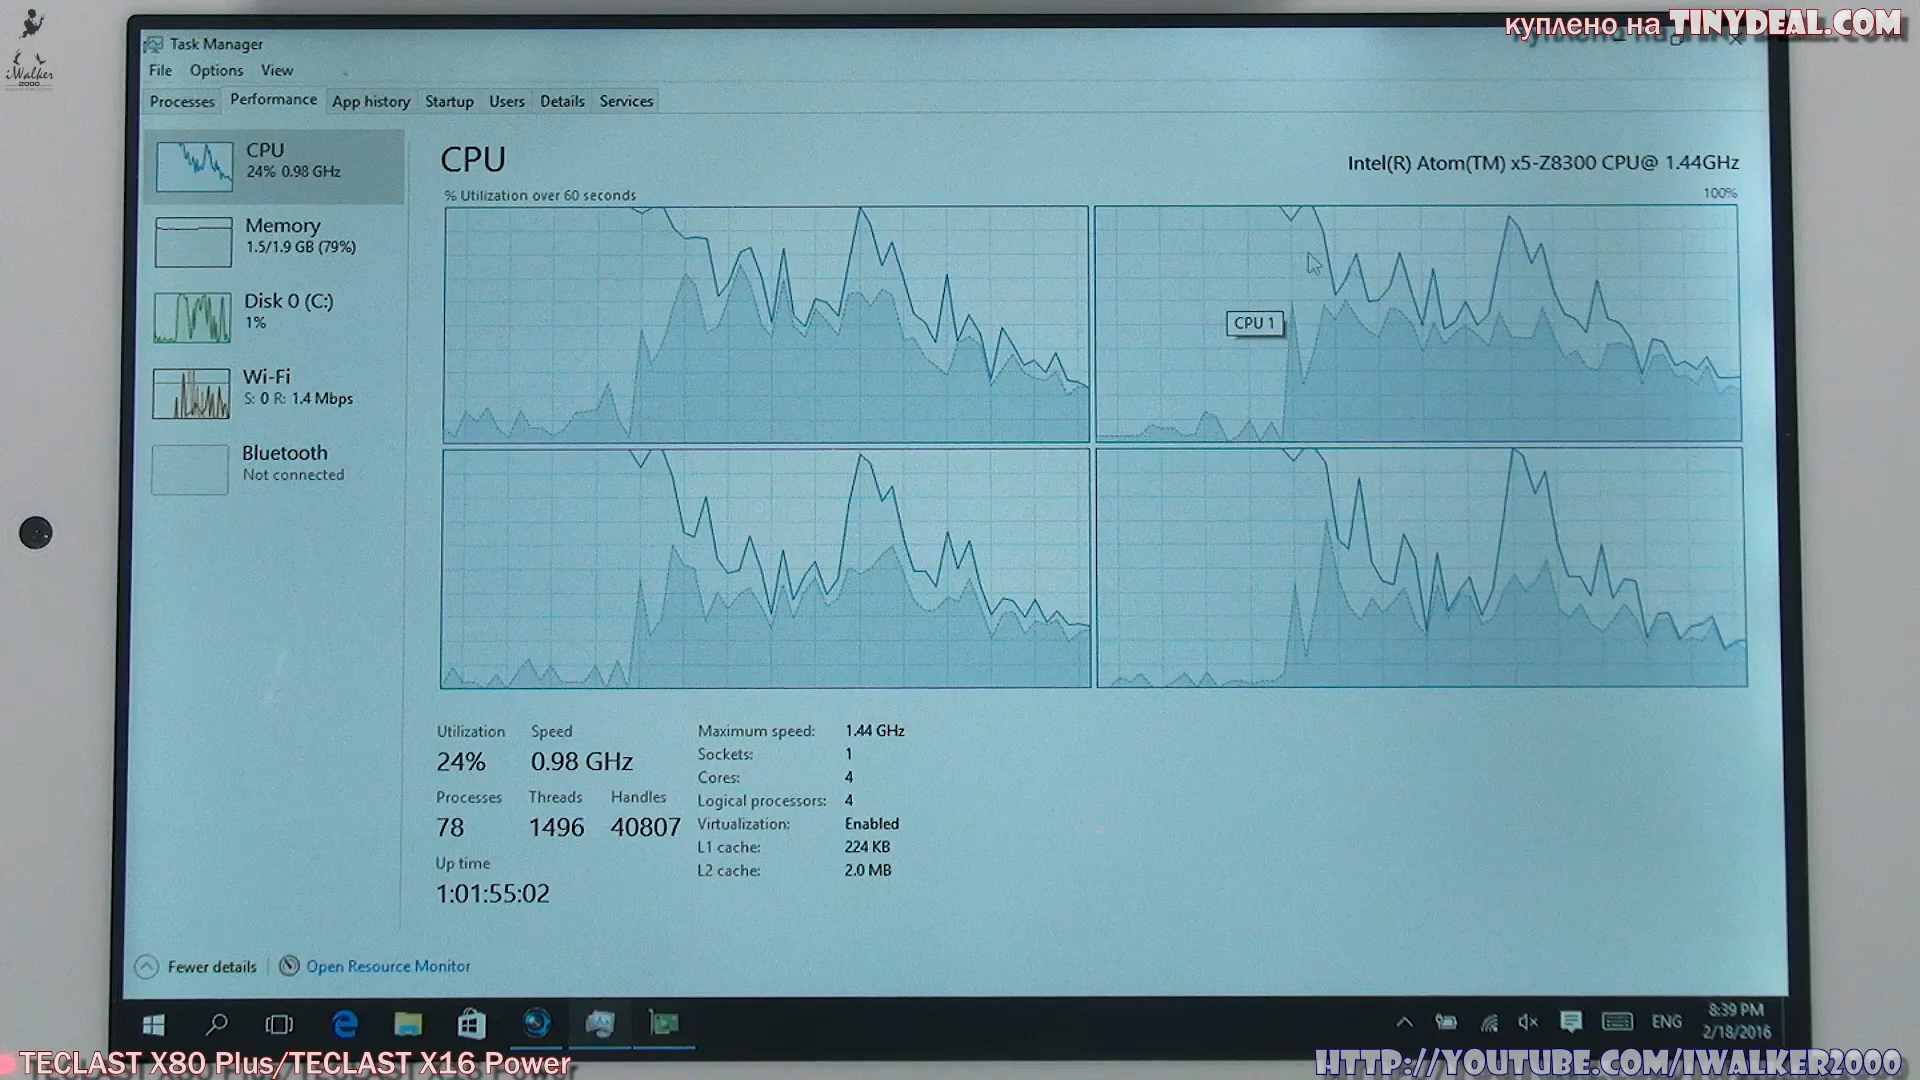 iWalker
2000
куплено на TINYDEAL.COM
Task Manager
File Options View
Processes Performance App history Startup Users Details Services
CPU
24% 0.98 GHz
Memory
1.5/1.9 GB (79%)
Disk 0 (C:)
1%
Wi-Fi
S: 0 R: 1.4 Mbps
Bluetooth
Not connected
CPU
Intel(R) Atom(TM) x5-Z8300 CPU@ 1.44GHz
% Utilization over 60 seconds
100%
CPU 1
Utilization Speed
24% 0.98 GHz
Processes Threads Handles
78 1496 40807
Up time
1:01:55:02
Maximum speed: 1.44 GHz
Sockets: 1
Cores: 4
Logical processors: 4
Virtualization: Enabled
L1 cache: 224 KB
L2 cache: 2.0 MB
Fewer details
Open Resource Monitor
ENG
8:39 PM
2/18/2016
TECLAST X80 Plus/TECLAST X16 Power
HTTP://YOUTUBE.COM/IWALKER2000